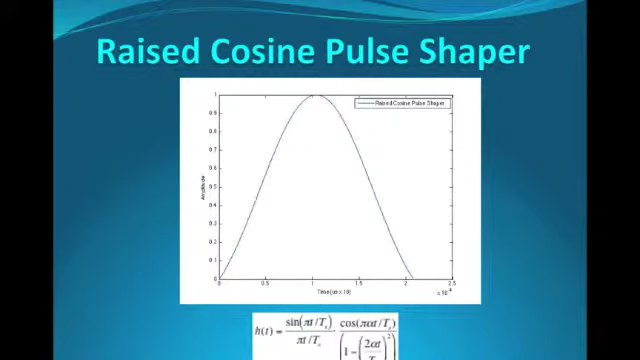 Raised Cosine Pulse Shaper
Raised Cosine Pulse Shaper
1
0.9
0.8
0.7
0.6
0.5
0.4
0.3
0.2
0.1
0
Amplitude
0 0.5 1 1.5 2 2.5
Time
h(t) = sin(πt/Tₛ) / πt/Tₛ cos(παt/Tₛ) / (1 − (2αt/T